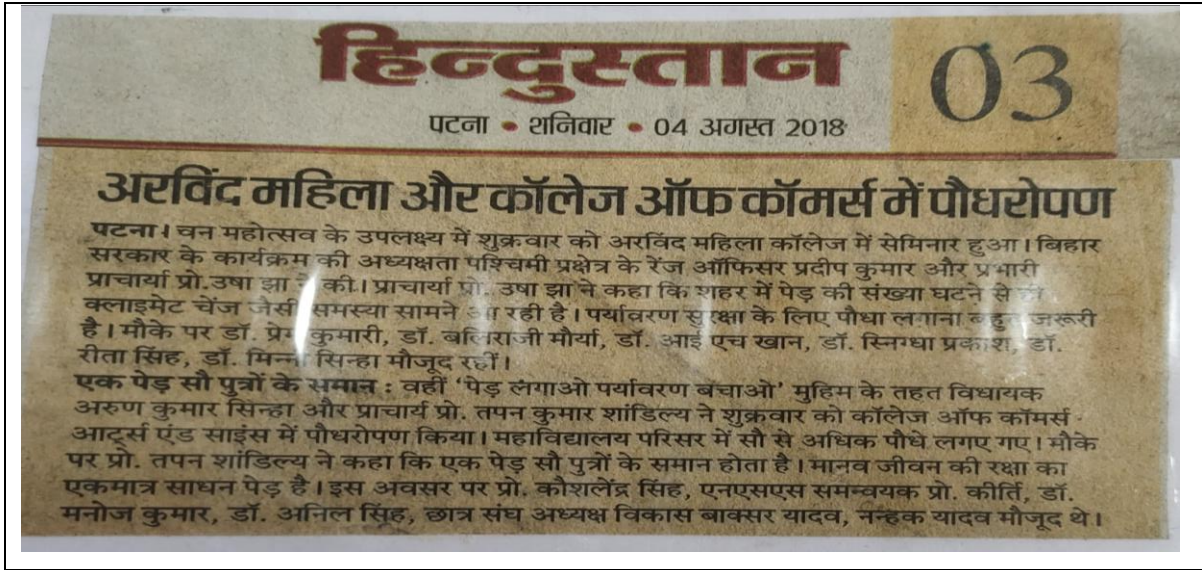 हिन्दुस्तान
03
पटना • शनिवार • 04 अगस्त 2018
अरविंद महिला और कॉलेज ऑफ कॉमर्स में पौधरोपण
पटना। वन महोत्सव के उपलक्ष्य में शुक्रवार को अरविंद महिला कॉलेज में सेमिनार हुआ। बिहार
सरकार के कार्यक्रम की अध्यक्षता पश्चिमी प्रक्षेत्र के रेंज ऑफिसर प्रदीप कुमार और प्रभारी
प्राचार्या प्रो.उषा झा ने की। प्राचार्या प्रो. उषा झा ने कहा कि शहर में पेड़ की संख्या घटने से ही
क्लाइमेट चेंज जैसी समस्या सामने आ रही है। पर्यावरण सुरक्षा के लिए पौधा लगाना बहुत जरूरी
है। मौके पर डॉ. प्रेम कुमारी, डॉ. बलिराजी मौर्या, डॉ. आई एच खान, डॉ. स्निग्धा प्रकाश, डॉ.
रीता सिंह, डॉ. मिन्नी सिन्हा मौजूद रहीं।
एक पेड़ सौ पुत्रों के समान : वहीं ‘पेड़ लगाओ पर्यावरण बचाओ’ मुहिम के तहत विधायक
अरुण कुमार सिन्हा और प्राचार्य प्रो. तपन कुमार शांडिल्य ने शुक्रवार को कॉलेज ऑफ कॉमर्स
आर्ट्स एंड साइंस में पौधरोपण किया। महाविद्यालय परिसर में सौ से अधिक पौधे लगए गए। मौके
पर प्रो. तपन शांडिल्य ने कहा कि एक पेड़ सौ पुत्रों के समान होता है। मानव जीवन की रक्षा का
एकमात्र साधन पेड़ है। इस अवसर पर प्रो. कौशलेंद्र सिंह, एनएसएस समन्वयक प्रो. कीर्ति, डॉ.
मनोज कुमार, डॉ. अनिल सिंह, छात्र संघ अध्यक्ष विकास बाक्सर यादव, नन्हक यादव मौजूद थे।